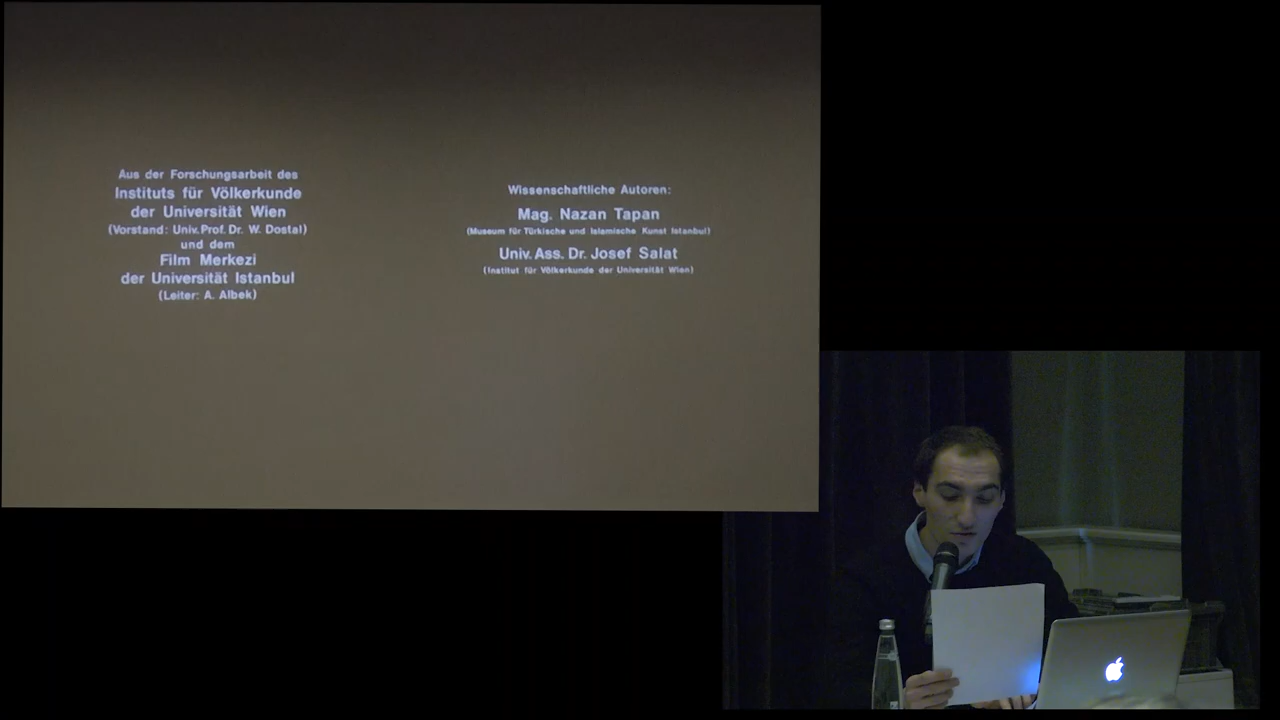 Aus der Forschungsarbeit des
Instituts für Völkerkunde
der Universität Wien
(Vorstand: Univ. Prof. Dr. W. Dostal)
und dem
Film Merkezi
der Universität Istanbul
(Leiter: A. Albek)
Wissenschaftliche Autoren:
Mag. Nazan Tapan
(Museum für Türkische und Islamische Kunst Istanbul)
Univ. Ass. Dr. Josef Salat
(Institut für Völkerkunde der Universität Wien)